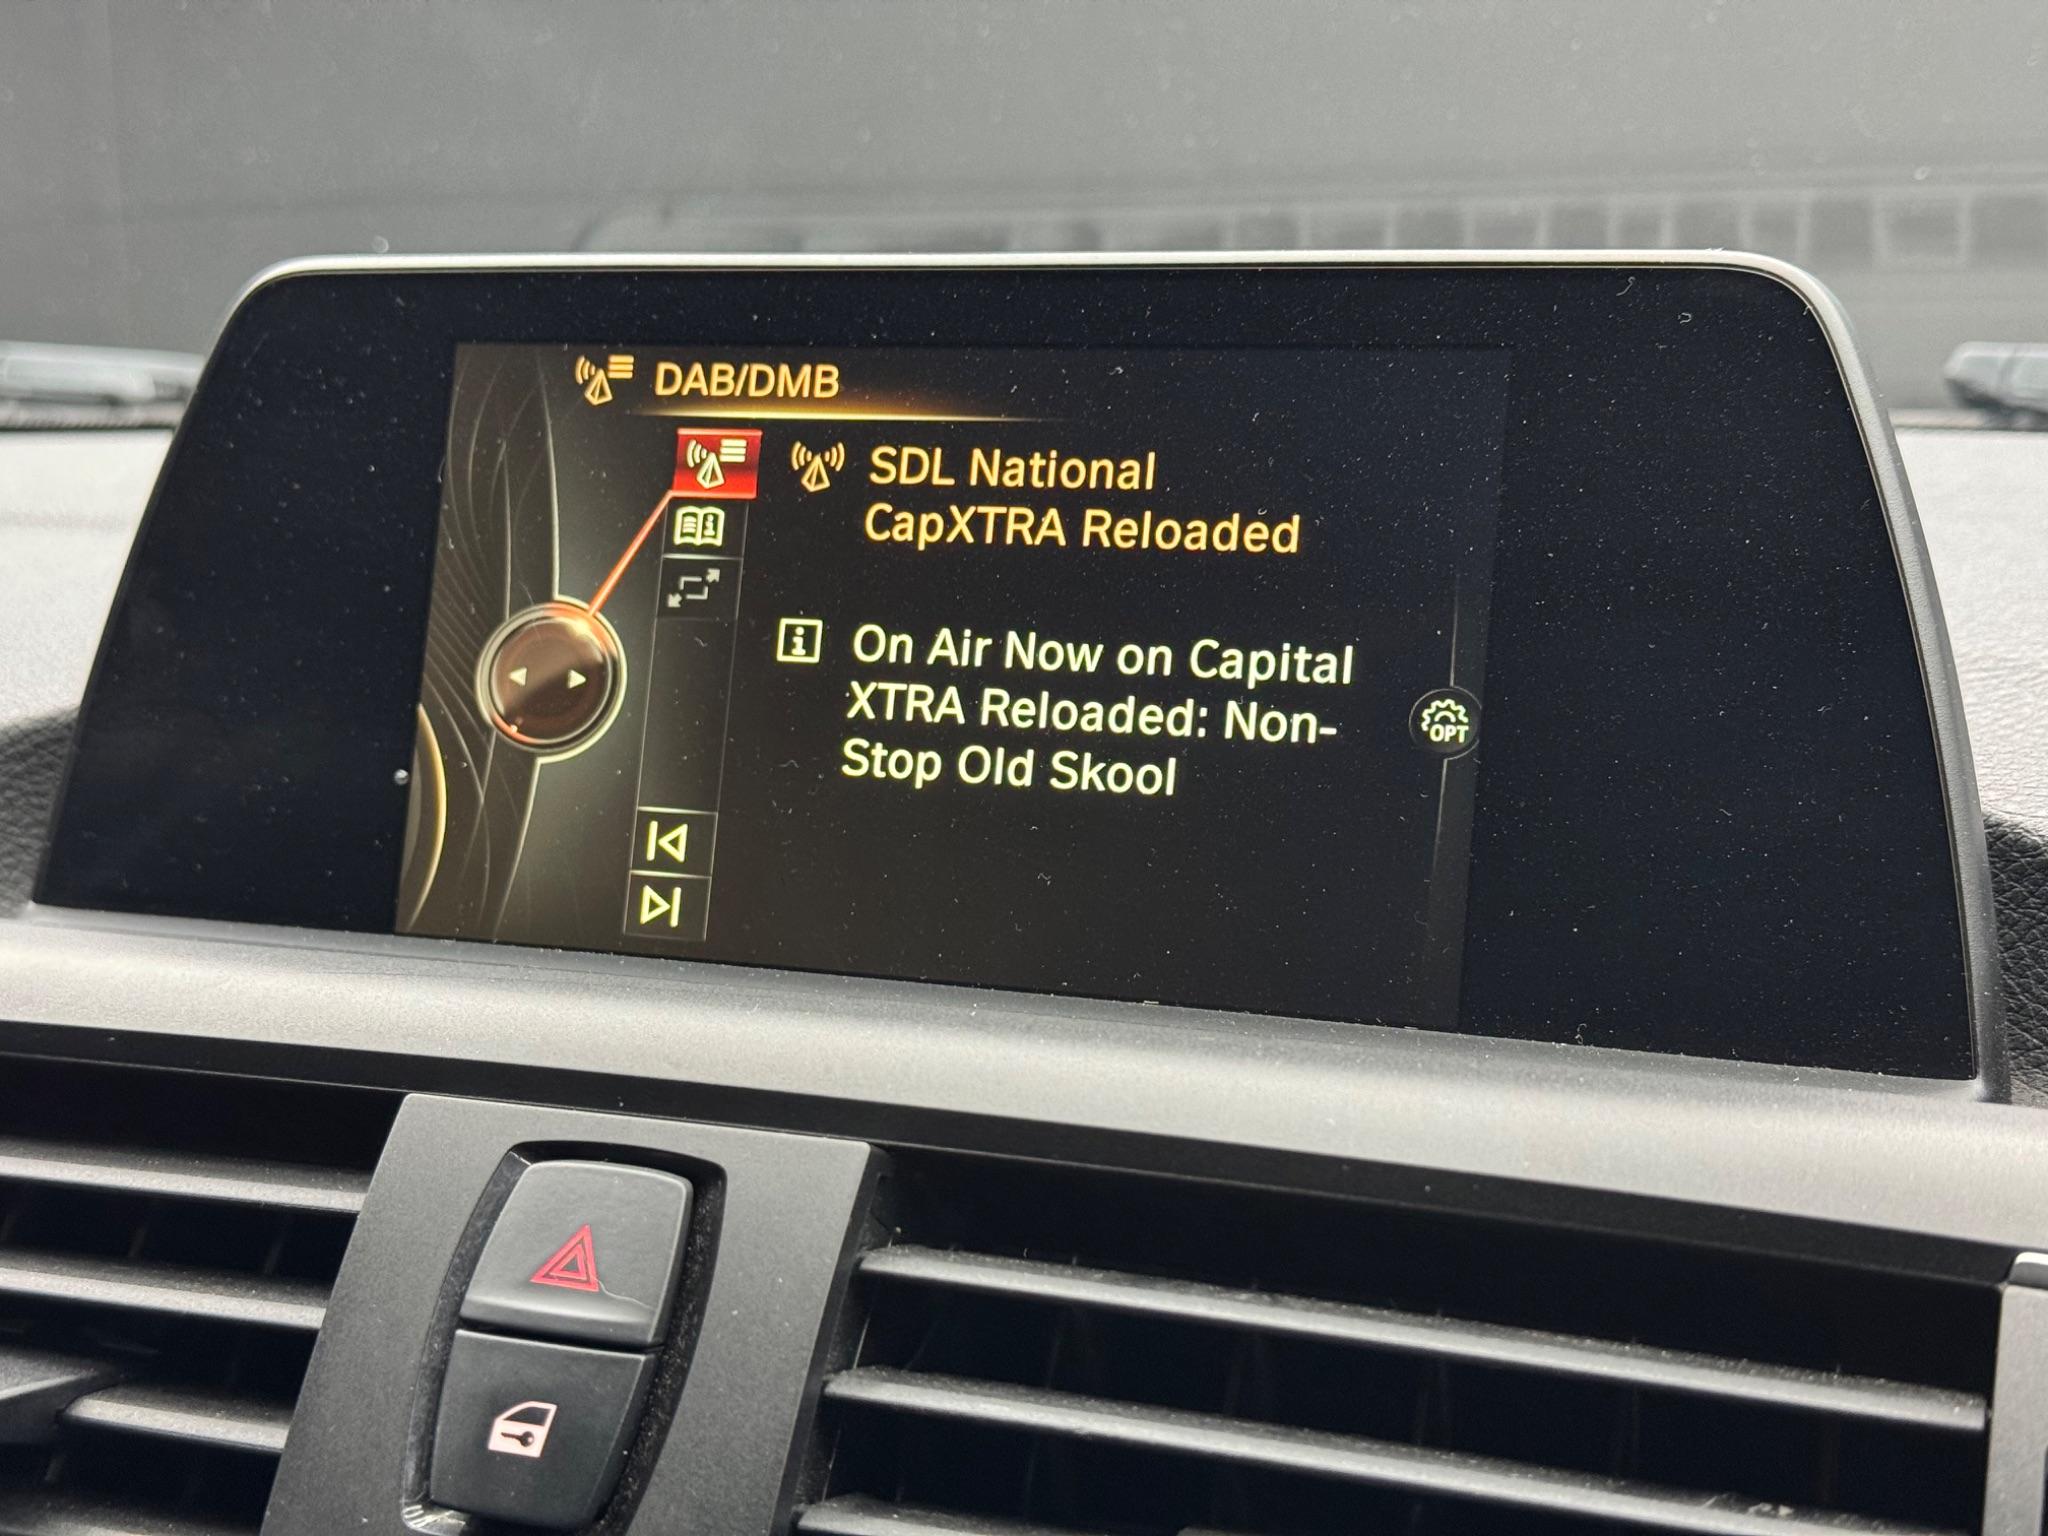 DAB/DMB
SDL National
CapXTRA Reloaded
On Air Now on Capital
XTRA Reloaded: Non-
Stop Old Skool
OPT